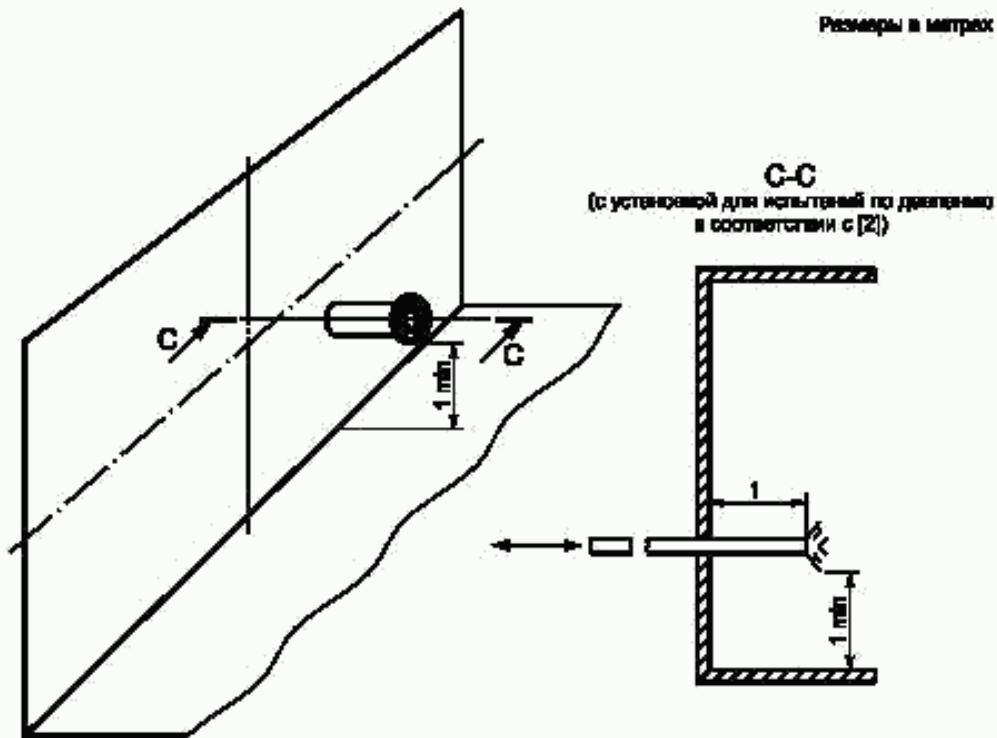 Размеры в метрах
С-С
(с установкой для испытаний по давлению
в соответствии с [2])
С
С
1 min
1
1 min